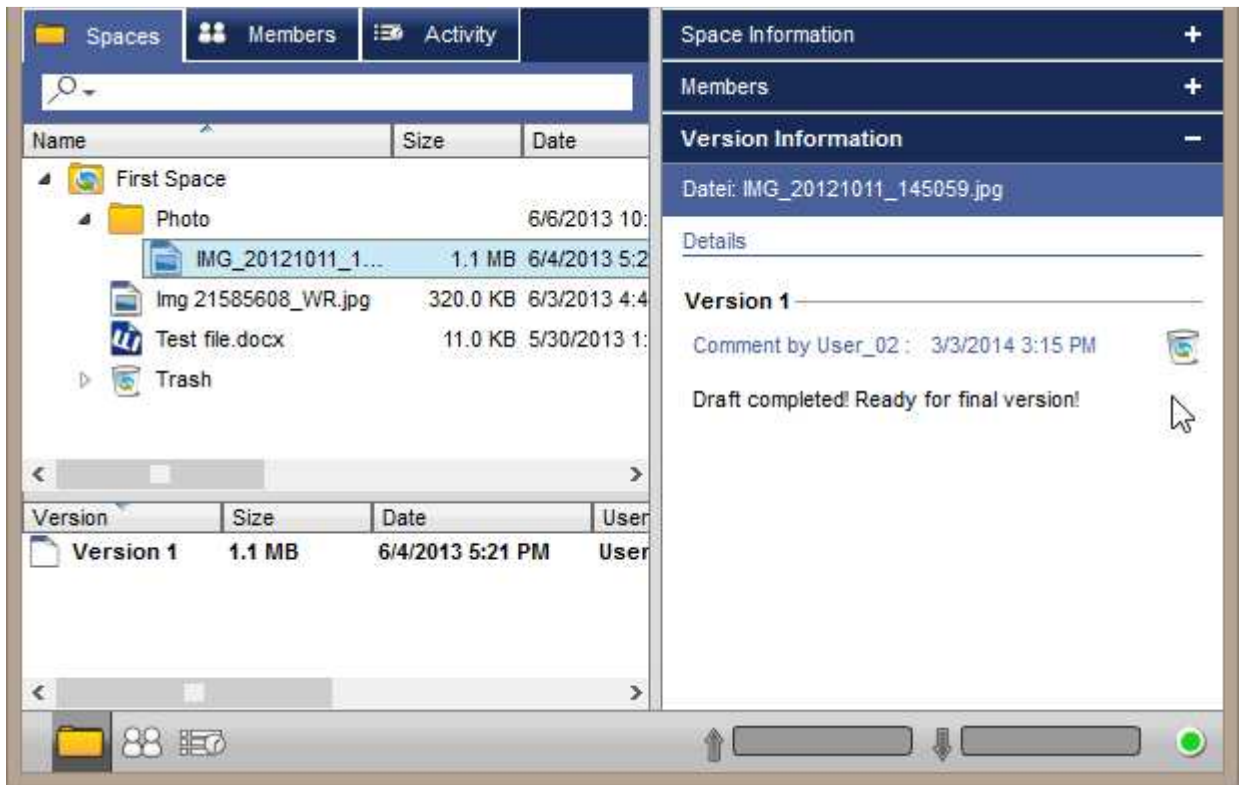 Spaces Members Activity
Name Size Date
First Space
Photo 6/6/2013 10:
IMG_20121011_1... 1.1 MB 6/4/2013 5:2
Img 21585608_WR.jpg 320.0 KB 6/3/2013 4:4
Test file.docx 11.0 KB 5/30/2013 1:
Trash
Version Size Date User
Version 1 1.1 MB 6/4/2013 5:21 PM User
Space Information
Members
Version Information
Datei: IMG_20121011_145059.jpg
Details
Version 1
Comment by User_02 : 3/3/2014 3:15 PM
Draft completed! Ready for final version!